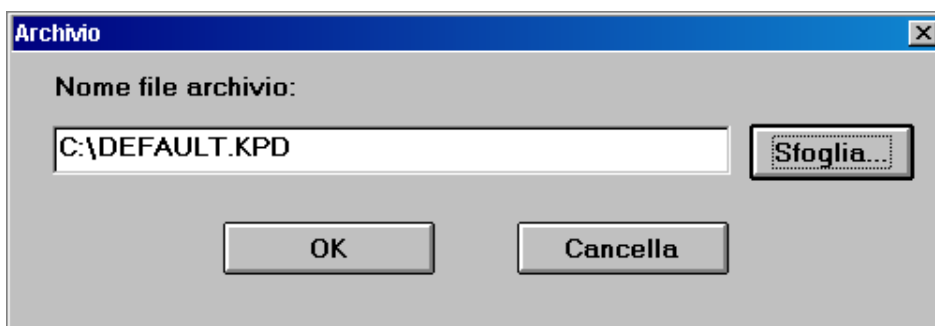 Archivio
Nome file archivio:
C:\DEFAULT.KPD
Sfoglia...
OK
Cancella